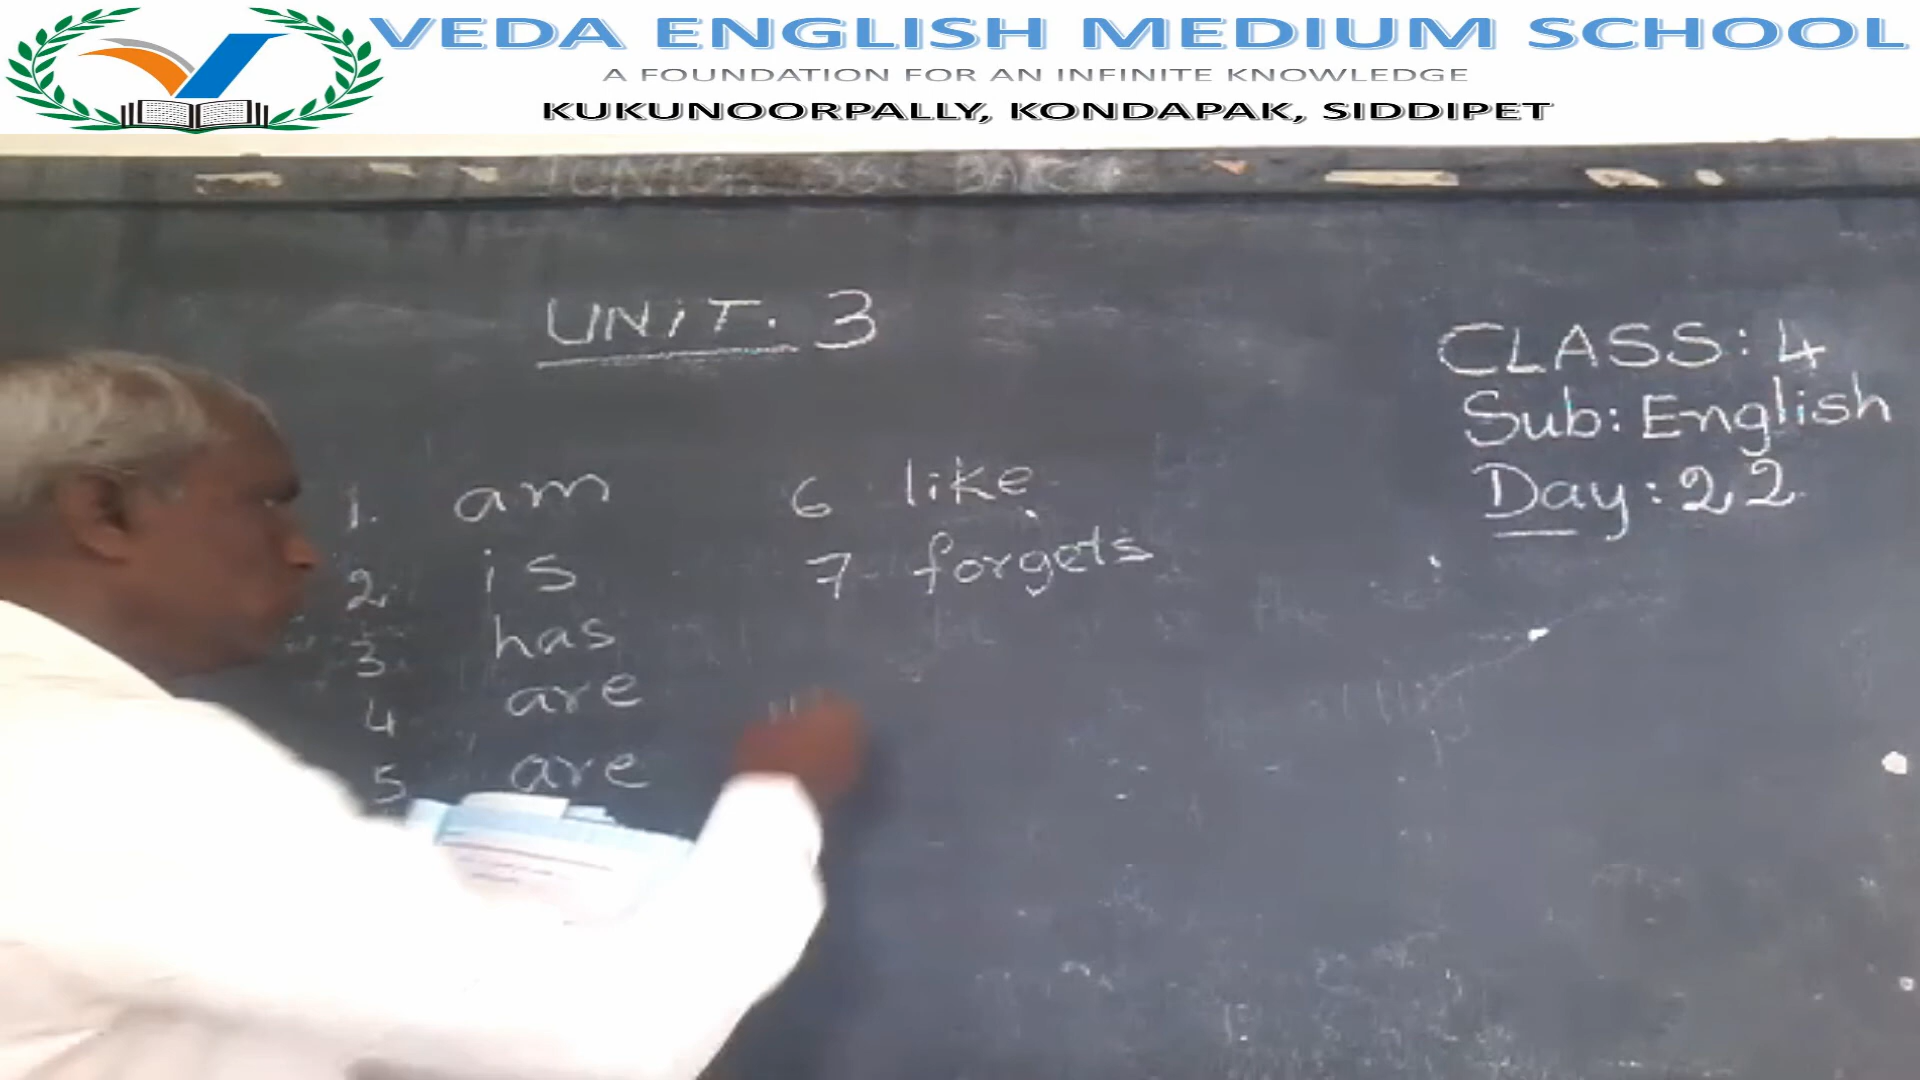 VEDA ENGLISH MEDIUM SCHOOL
A FOUNDATION FOR AN INFINITE KNOWLEDGE
KUKUNOORPALLY, KONDAPAK, SIDDIPET
UNIT. 3
CLASS: 4
Sub: English
Day: 22
1. am
2 is
3 has
4 are
5 are
6 like
7 forgets